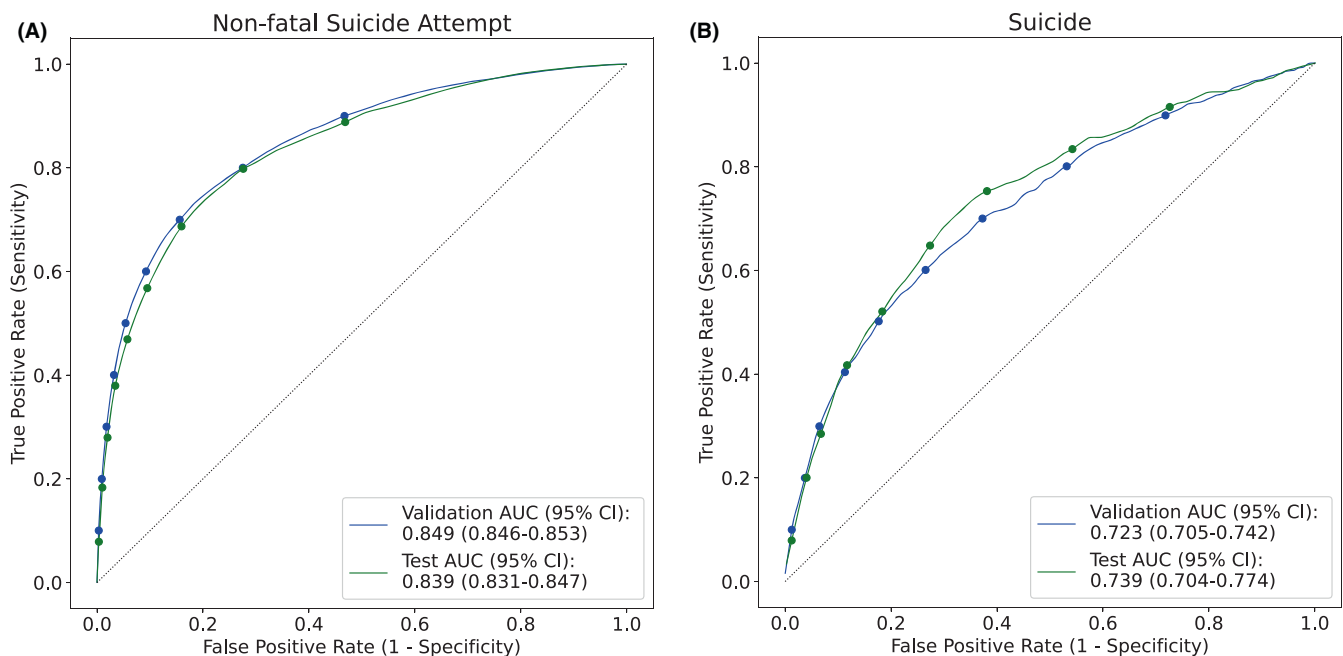 (A)
Non-fatal Suicide Attempt
True Positive Rate (Sensitivity)
1.0
0.8
0.6
0.4
0.2
0.0
Validation AUC (95% CI):
0.849 (0.846-0.853)
Test AUC (95% CI):
0.839 (0.831-0.847)
0.0 0.2 0.4 0.6 0.8 1.0
False Positive Rate (1 - Specificity)
(B)
Suicide
True Positive Rate (Sensitivity)
1.0
0.8
0.6
0.4
0.2
0.0
Validation AUC (95% CI):
0.723 (0.705-0.742)
Test AUC (95% CI):
0.739 (0.704-0.774)
0.0 0.2 0.4 0.6 0.8 1.0
False Positive Rate (1 - Specificity)